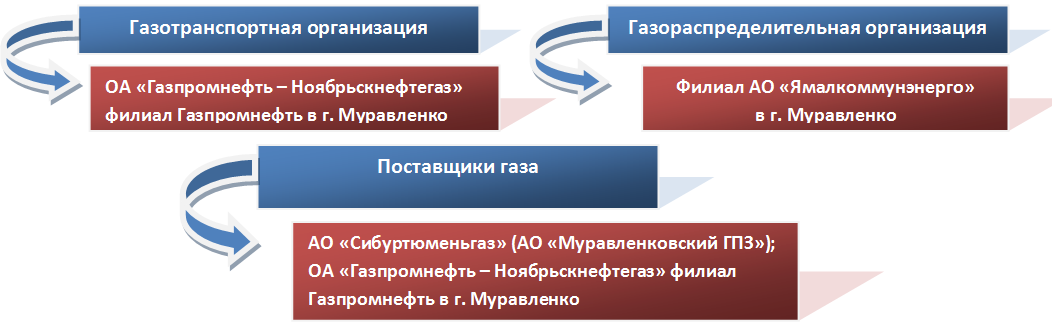 Газотранспортная организация
ОА «Газпромнефть – Ноябрьскнефтегаз»
филиал Газпромнефть в г. Муравленко
Газораспределительная организация
Филиал АО «Ямалкоммунэнерго»
в г. Муравленко
Поставщики газа
АО «Сибуртюменьгаз» (АО «Муравленковский ГПЗ»);
ОА «Газпромнефть – Ноябрьскнефтегаз» филиал
Газпромнефть в г. Муравленко